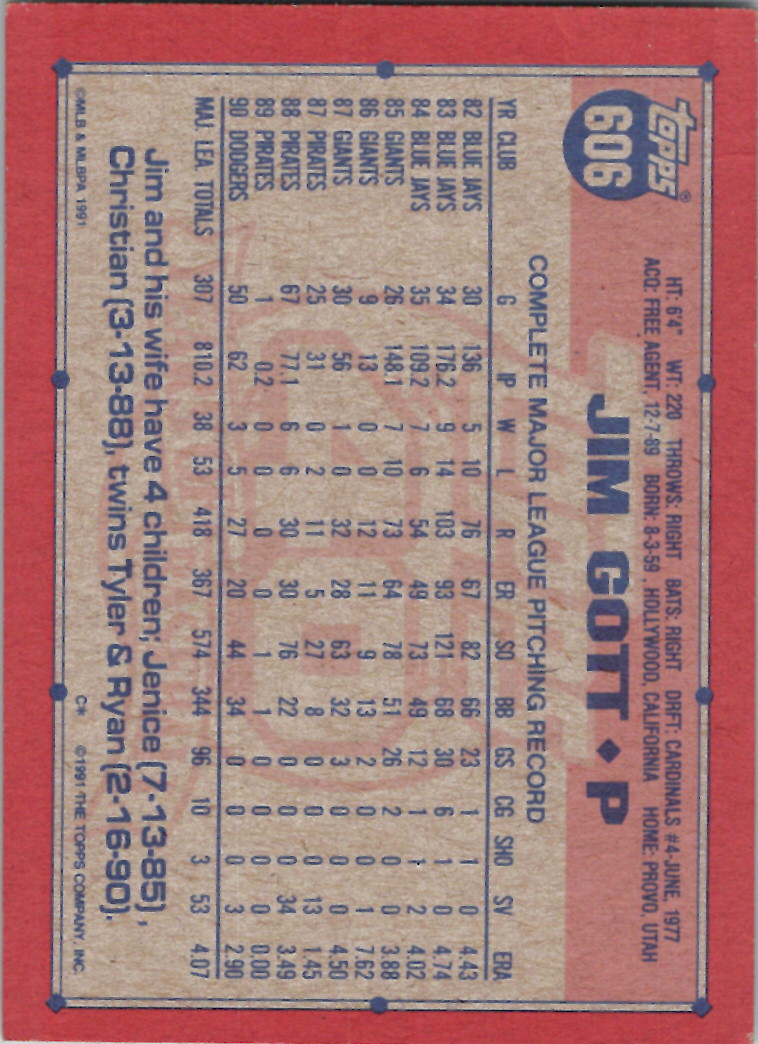 Topps®
606
HT: 6'4" WT: 220 THROWS: RIGHT BATS: RIGHT DRFT: CARDINALS #4-JUNE, 1977
ACQ: FREE AGENT, 12-7-89 BORN: 8-3-59, HOLLYWOOD, CALIFORNIA HOME: PROVO, UTAH
JIM GOTT ♦ P
COMPLETE MAJOR LEAGUE PITCHING RECORD
YR CLUB G IP W L R ER SO BB GS CG SHO SV ERA
82 BLUE JAYS 30 136 5 10 76 67 82 66 23 1 1 0 4.43
83 BLUE JAYS 34 176.2 9 14 103 93 121 68 30 6 1 0 4.74
84 BLUE JAYS 35 109.2 7 6 54 49 73 49 12 1 1 2 4.02
85 GIANTS 26 148.1 7 10 73 64 78 51 26 2 0 0 3.88
86 GIANTS 9 13 0 0 12 11 9 13 2 0 0 1 7.62
87 GIANTS 30 56 1 0 32 28 63 32 3 0 0 0 4.50
87 PIRATES 25 31 0 2 11 5 27 8 0 0 0 13 1.45
88 PIRATES 67 77.1 6 6 30 30 76 22 0 0 0 34 3.49
89 PIRATES 1 0.2 0 0 0 0 1 1 0 0 0 0 0.00
90 DODGERS 50 62 3 5 27 20 44 34 0 0 0 3 2.90
MAJ. LEA. TOTALS 307 810.2 38 53 418 367 574 344 96 10 3 53 4.07
Jim and his wife have 4 children; Jenice (7-13-85),
Christian (3-13-88), twins Tyler & Ryan (2-16-90).
©MLB & MLBPA 1991 C* ©1991 THE TOPPS COMPANY, INC.